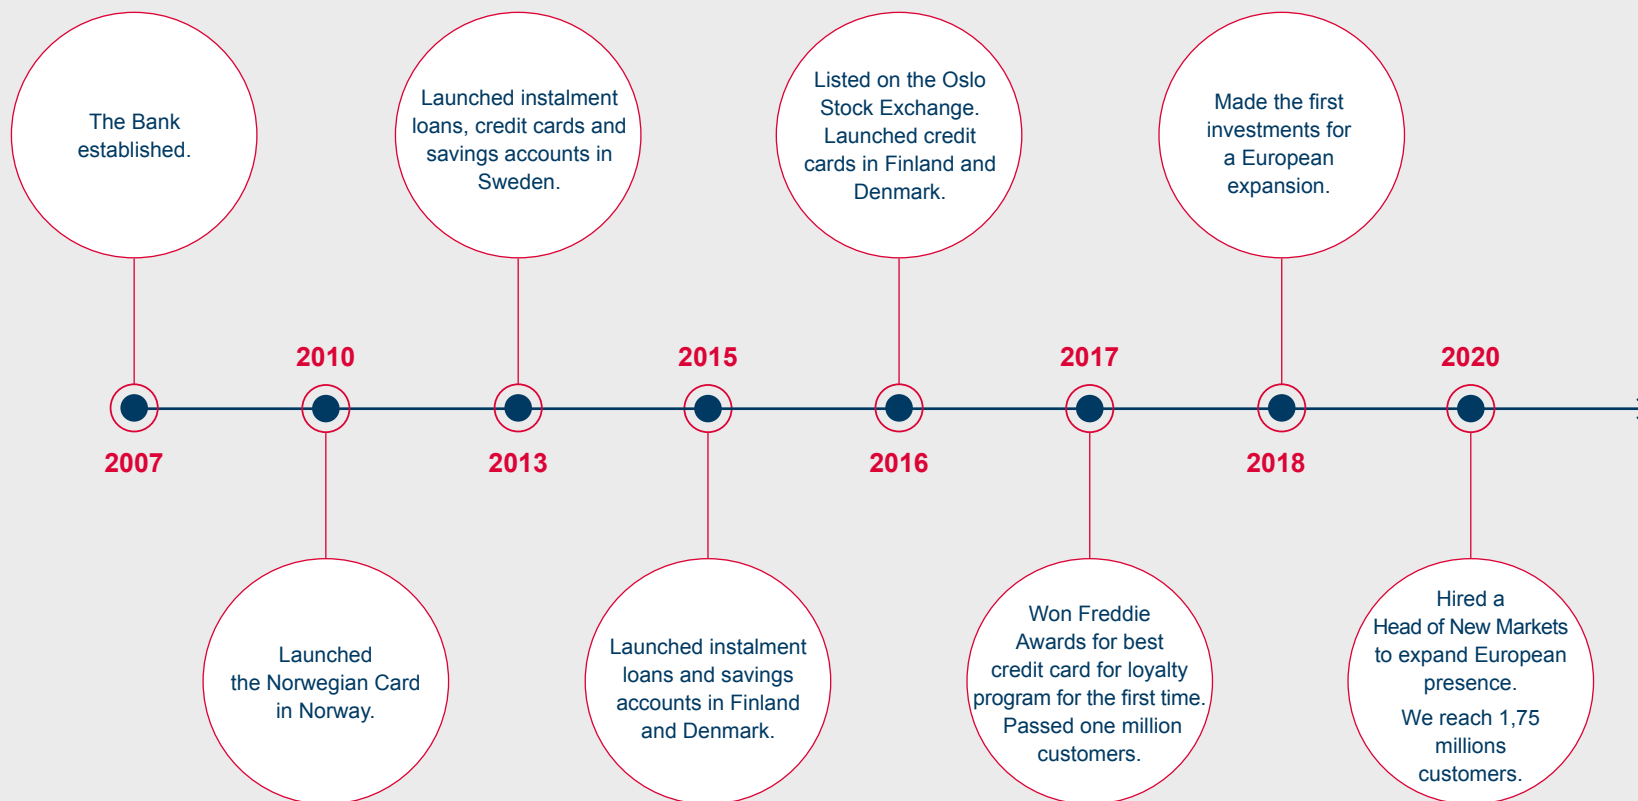 The Bank
established.
2007
2010
Launched
the Norwegian Card
in Norway.
Launched instalment
loans, credit cards and
savings accounts in
Sweden.
2013
2015
Launched instalment
loans and savings
accounts in Finland
and Denmark.
Listed on the Oslo
Stock Exchange.
Launched credit
cards in Finland and
Denmark.
2016
2017
Won Freddie
Awards for best
credit card for loyalty
program for the first time.
Passed one million
customers.
Made the first
investments for
a European
expansion.
2018
2020
Hired a
Head of New Markets
to expand European
presence.
We reach 1,75
millions
customers.